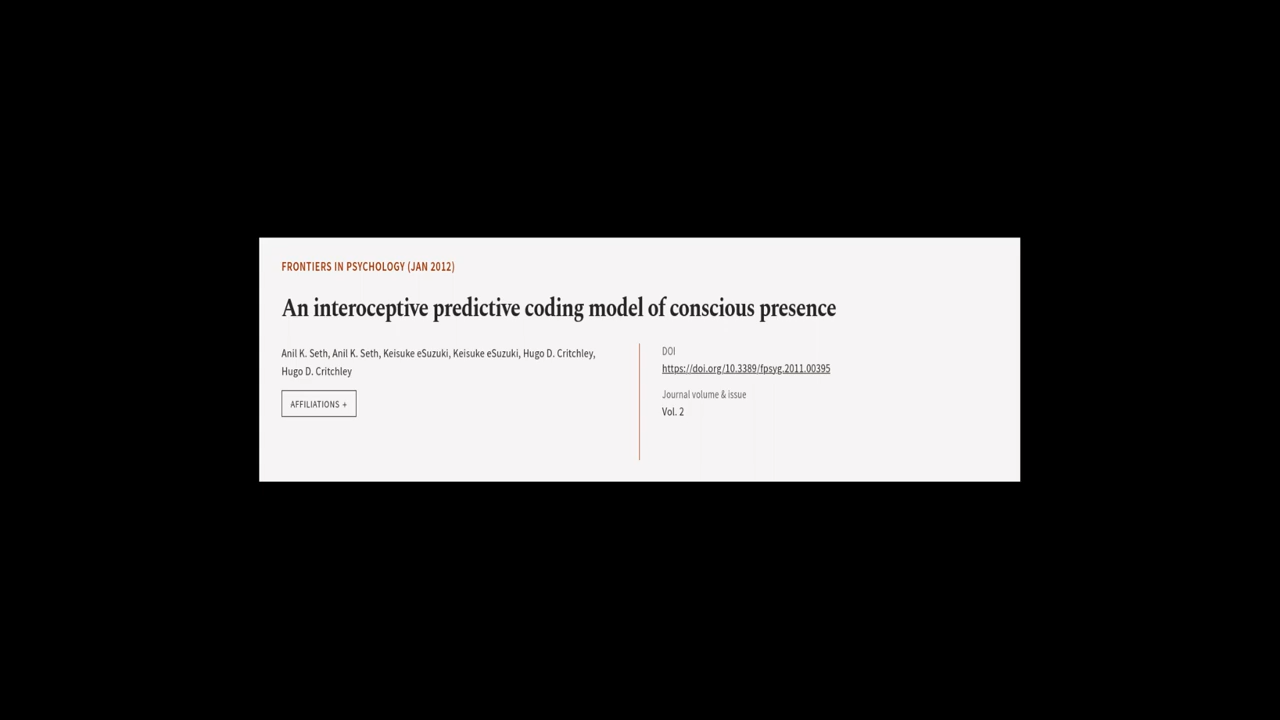 FRONTIERS IN PSYCHOLOGY (JAN 2012)
An interoceptive predictive coding model of conscious presence
Anil K. Seth, Anil K. Seth, Keisuke eSuzuki, Keisuke eSuzuki, Hugo D. Critchley,
Hugo D. Critchley
AFFILIATIONS +
DOI
https://doi.org/10.3389/fpsyg.2011.00395
Journal volume & issue
Vol. 2